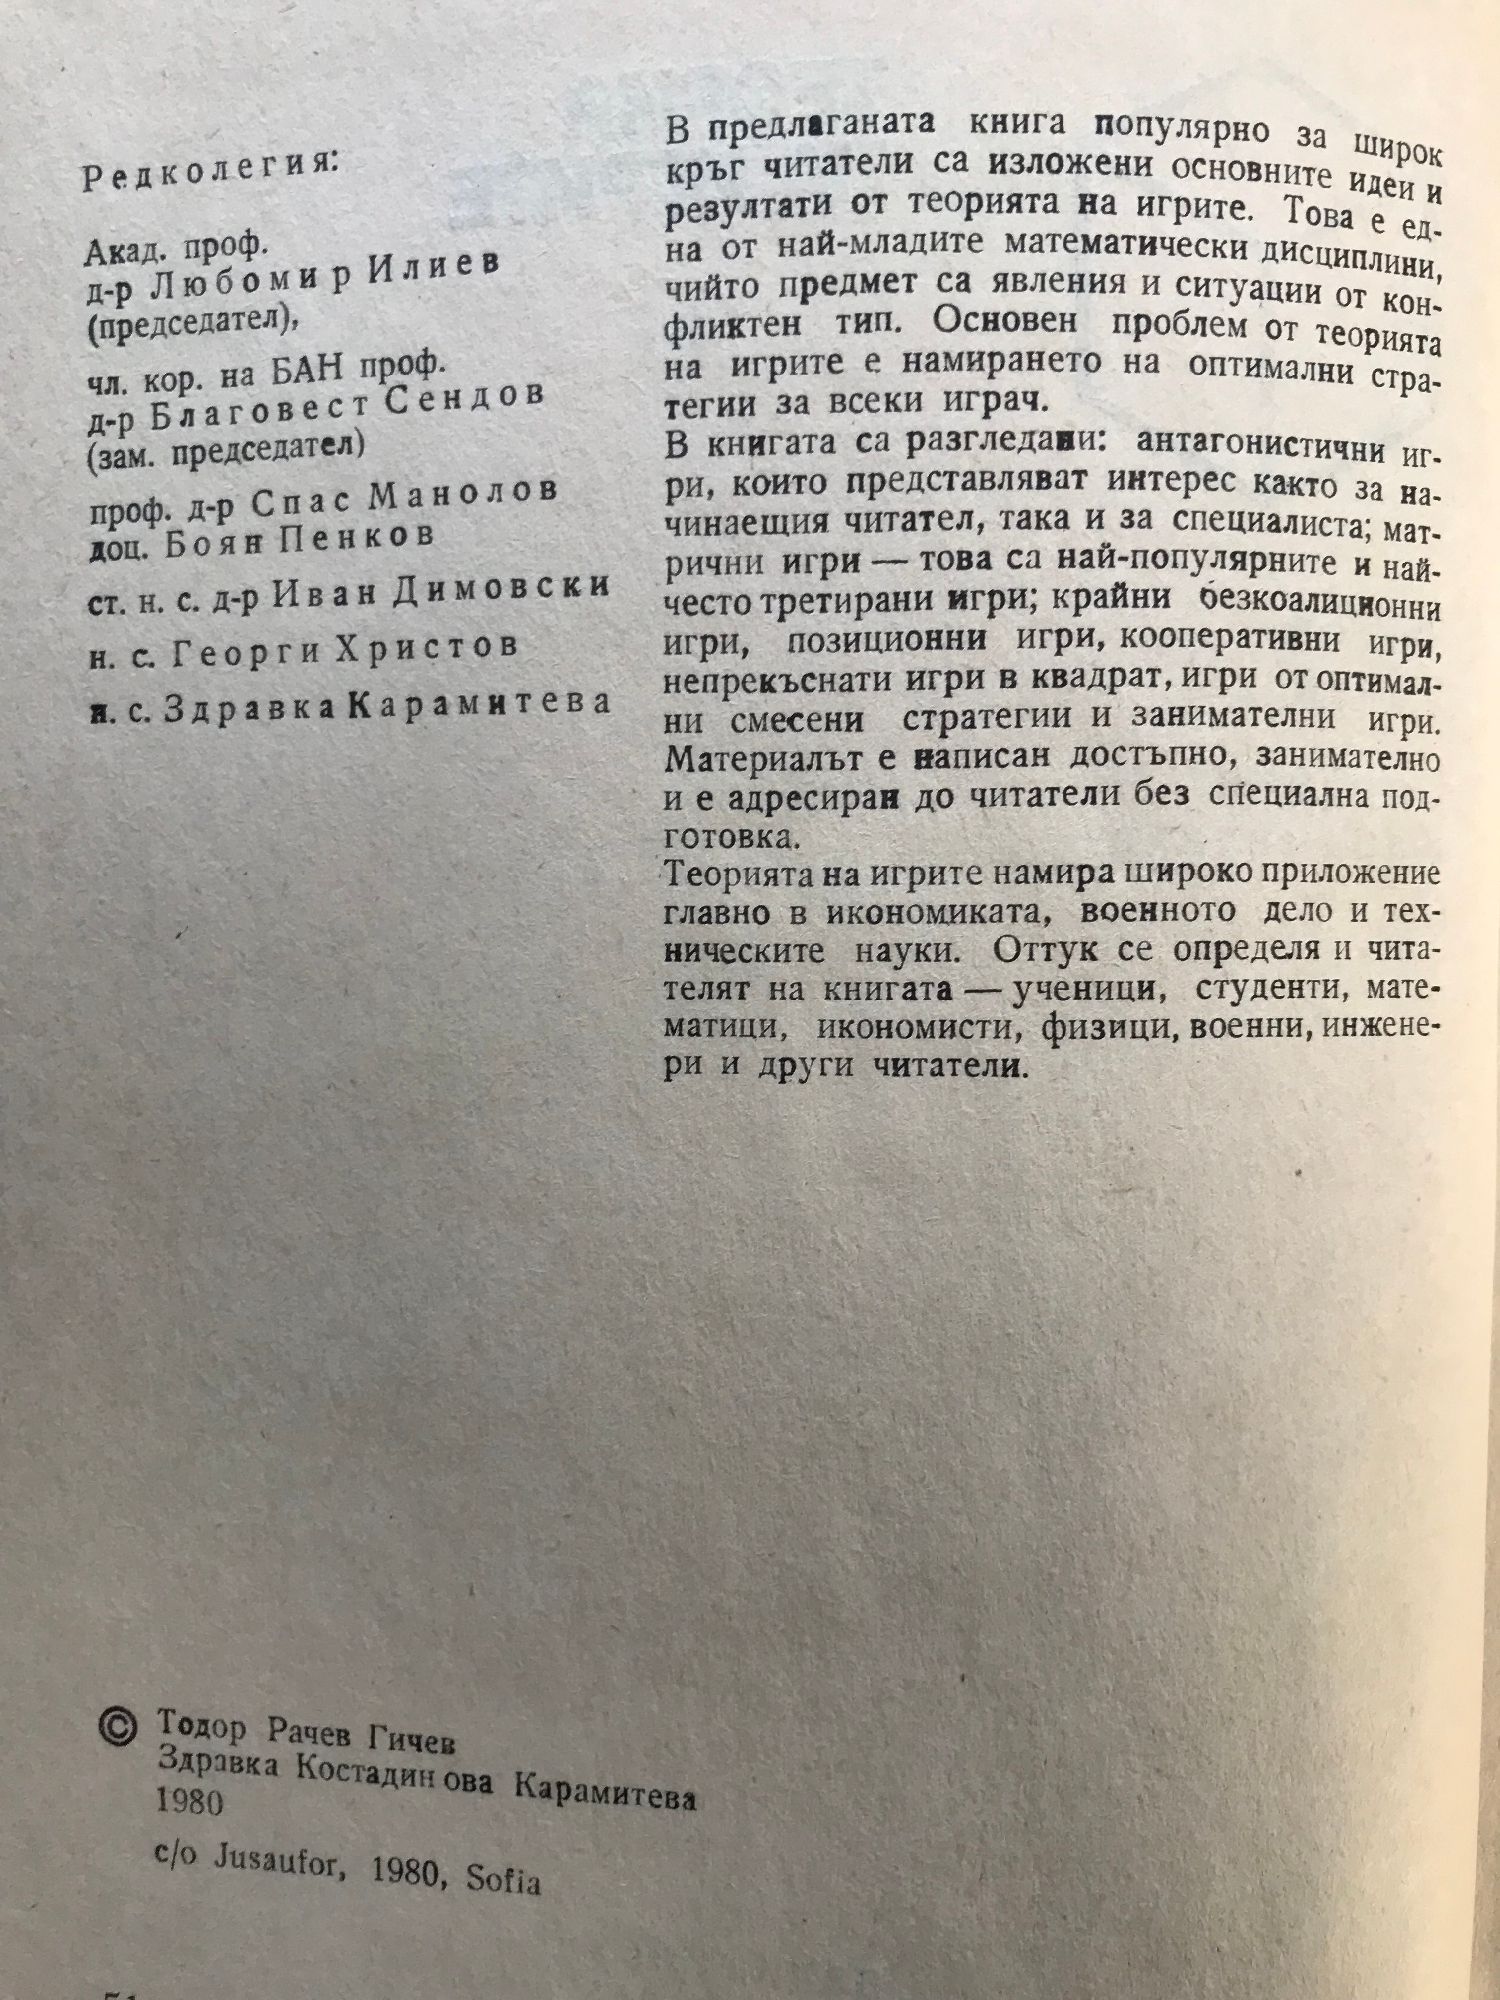 Редколегия:
Акад. проф.
д-р Любомир Илиев
(председател),
чл. кор. на БАН проф.
д-р Благовест Сендов
(зам. председател)
проф. д-р Спас Манолов
доц. Боян Пенков
ст. н. с. д-р Иван Димовски
н. с. Георги Христов
н. с. Здравка Карамитева
В предлаганата книга популярно за широк
кръг читатели са изложени основните идеи и
резултати от теорията на игрите. Това е ед-
на от най-младите математически дисциплини,
чийто предмет са явления и ситуации от кон-
фликтен тип. Основен проблем от теорията
на игрите е намирането на оптимални стра-
тегии за всеки играч.
В книгата са разгледани: антагонистични иг-
ри, които представляват интерес както за на-
чинаещия читател, така и за специалиста; мат-
рични игри — това са най-популярните и най-
често третирани игри; крайни безкоалиционни
игри, позиционни игри, кооперативни игри,
непрекъснати игри в квадрат, игри от оптимал-
ни смесени стратегии и занимателни игри.
Материалът е написан достъпно, занимателно
и е адресиран до читатели без специална под-
готовка.
Теорията на игрите намира широко приложение
главно в икономиката, военното дело и тех-
ническите науки. Оттук се определя и чита-
телят на книгата — ученици, студенти, мате-
матици, икономисти, физици, военни, инжене-
ри и други читатели.
© Тодор Рачев Гичев
Здравка Костадинова Карамитева
1980
c/o Jusaufor, 1980, Sofia